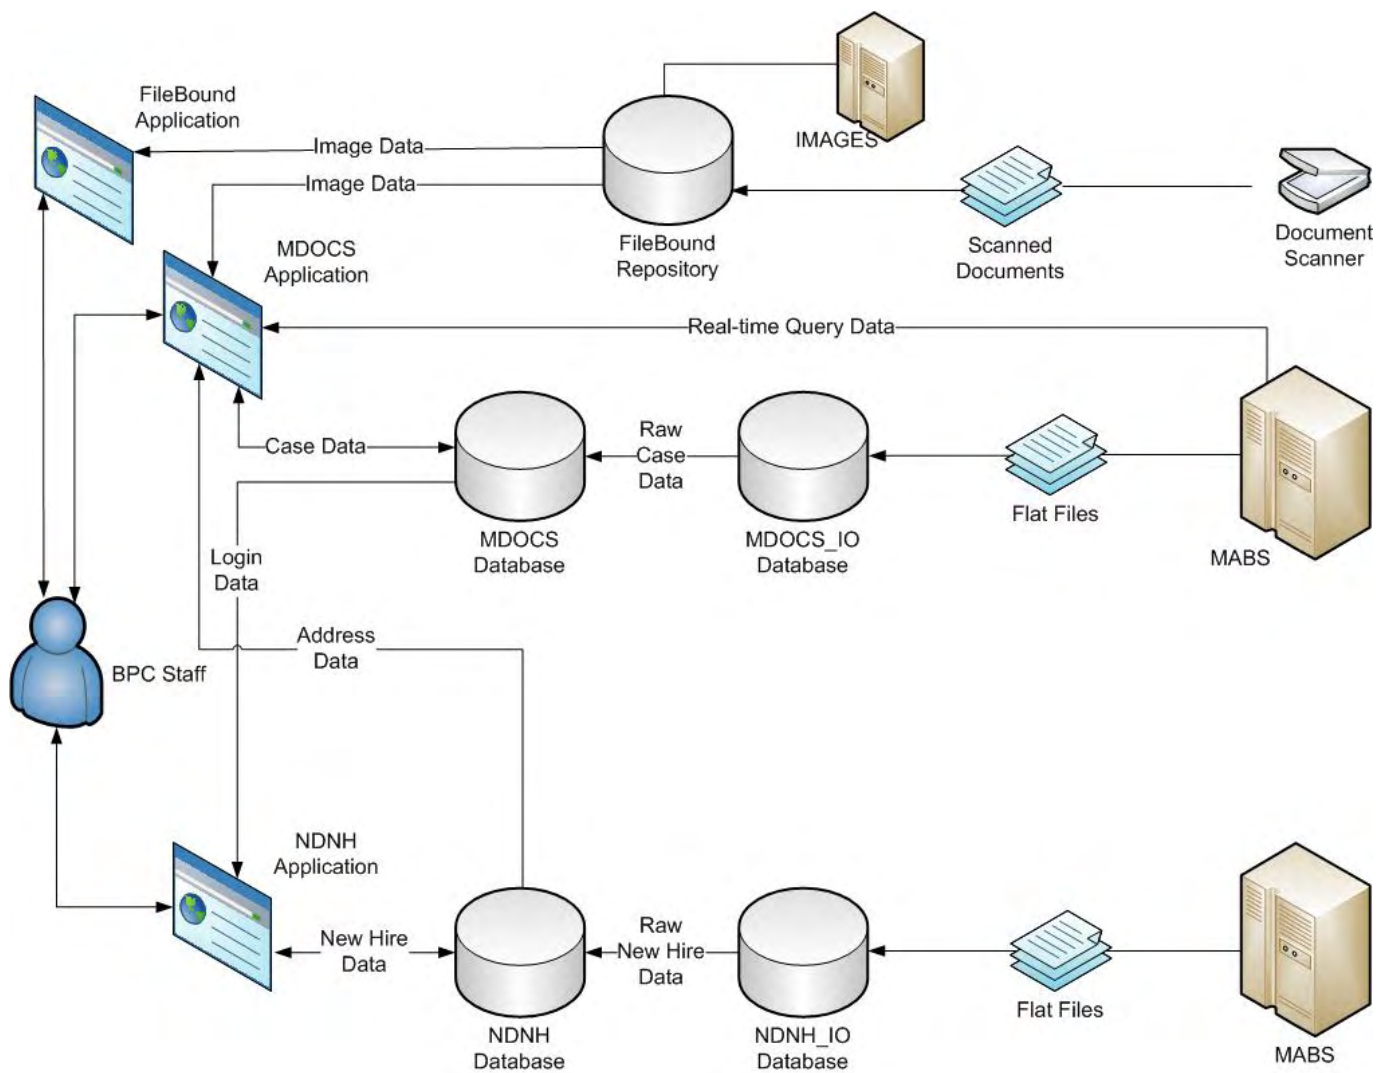 FileBound
Application
Image Data
Image Data
IMAGES
FileBound
Repository
Scanned
Documents
Document
Scanner
MDOCS
Application
Real-time Query Data
Case Data
Raw
Case
Data
MDOCS
Database
MDOCS_IO
Database
Flat Files
MABS
Login
Data
Address
Data
BPC Staff
NDNH
Application
New Hire
Data
Raw
New Hire
Data
NDNH
Database
NDNH_IO
Database
Flat Files
MABS